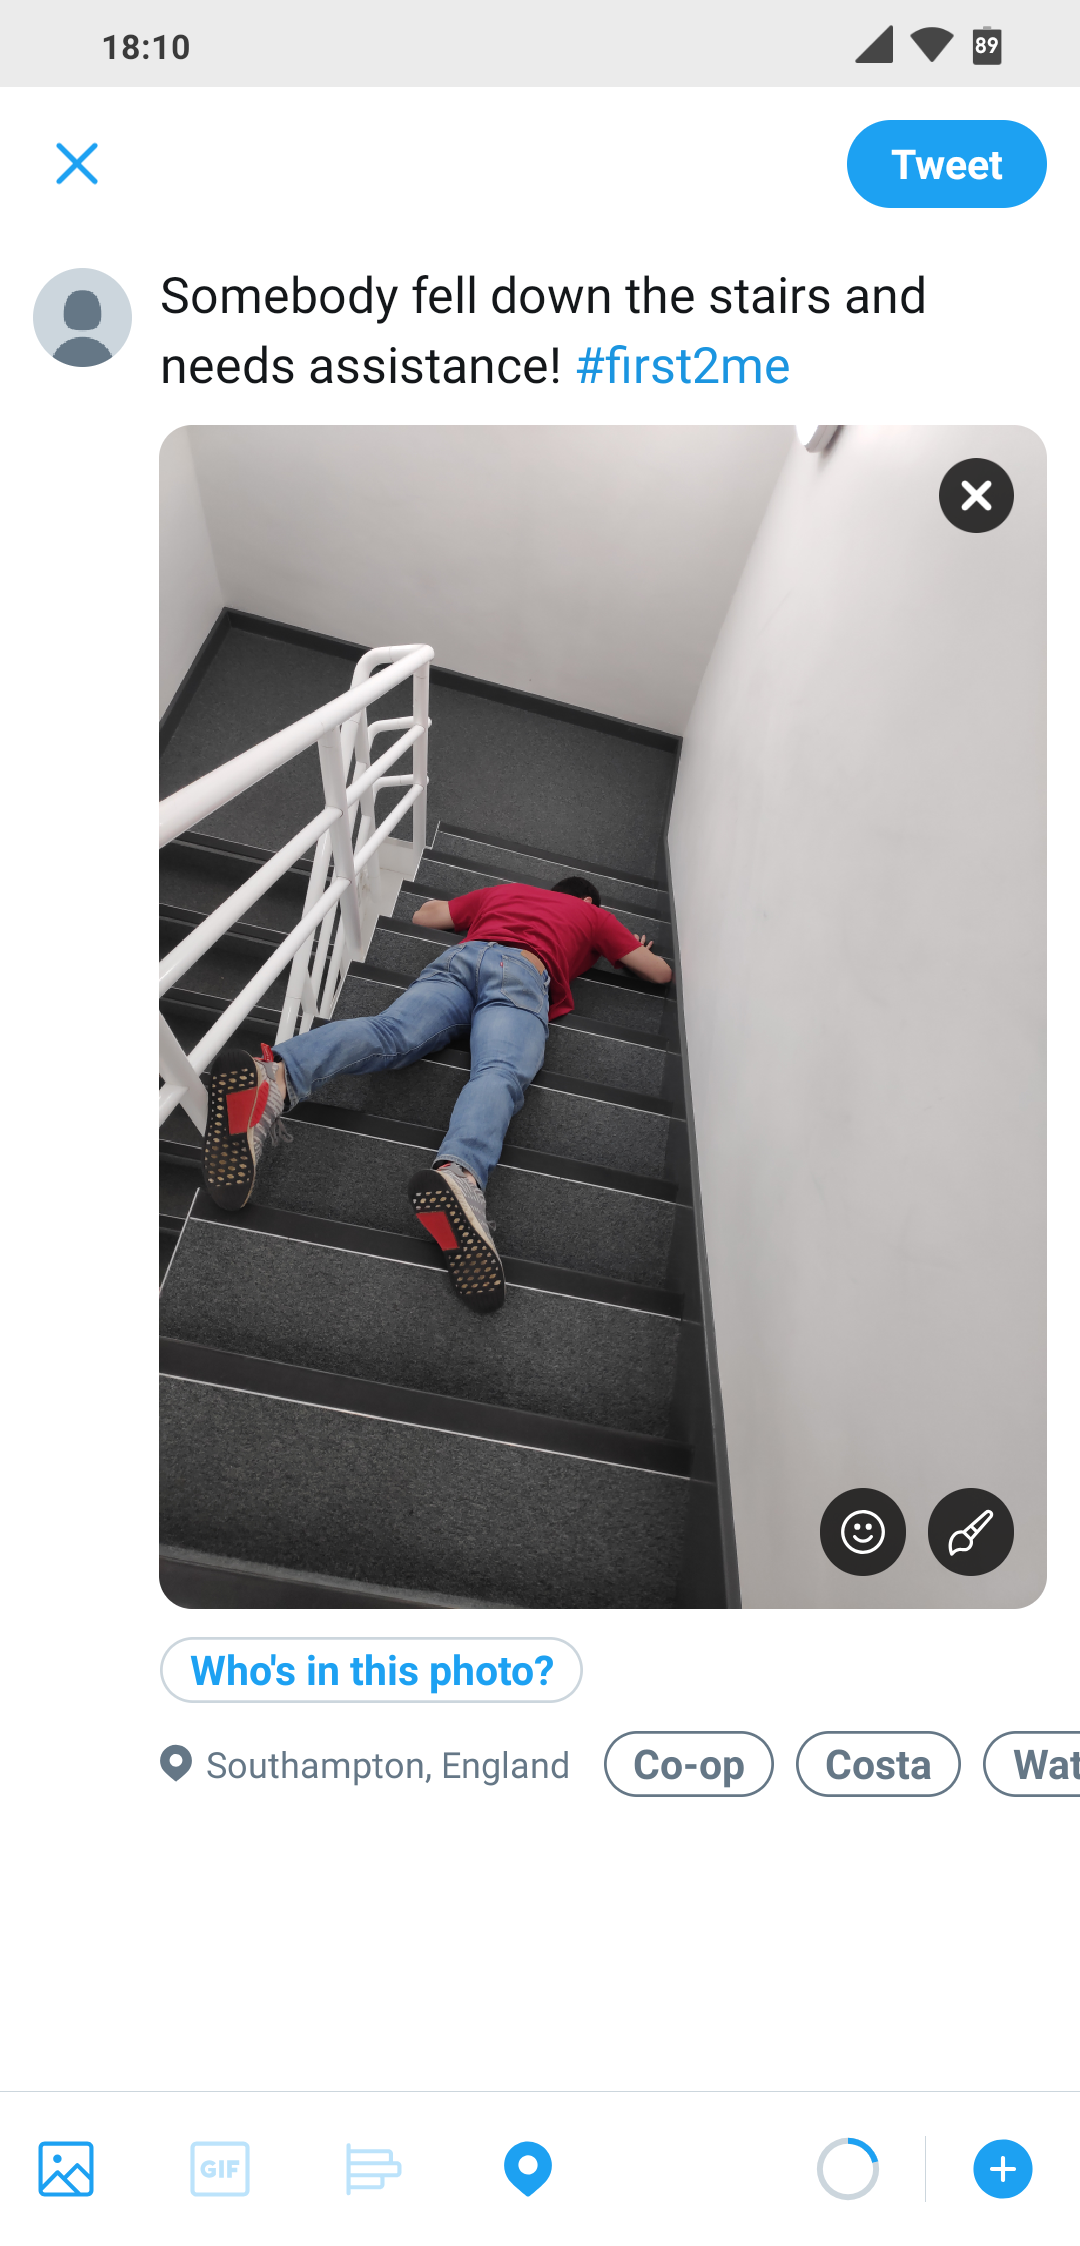 18:10
89
Tweet
Somebody fell down the stairs and
needs assistance! #first2me
Who's in this photo?
Southampton, England Co-op Costa
GIF